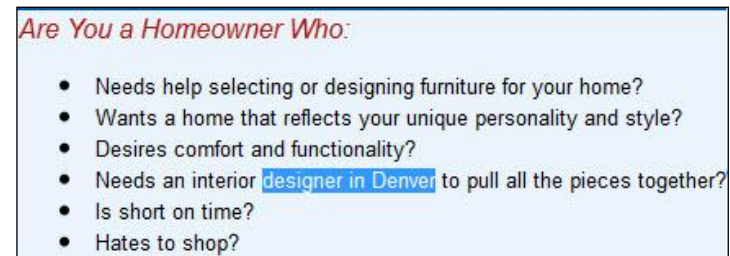 Are You a Homeowner Who:
• Needs help selecting or designing furniture for your home?
• Wants a home that reflects your unique personality and style?
• Desires comfort and functionality?
• Needs an interior designer in Denver to pull all the pieces together?
• Is short on time?
• Hates to shop?